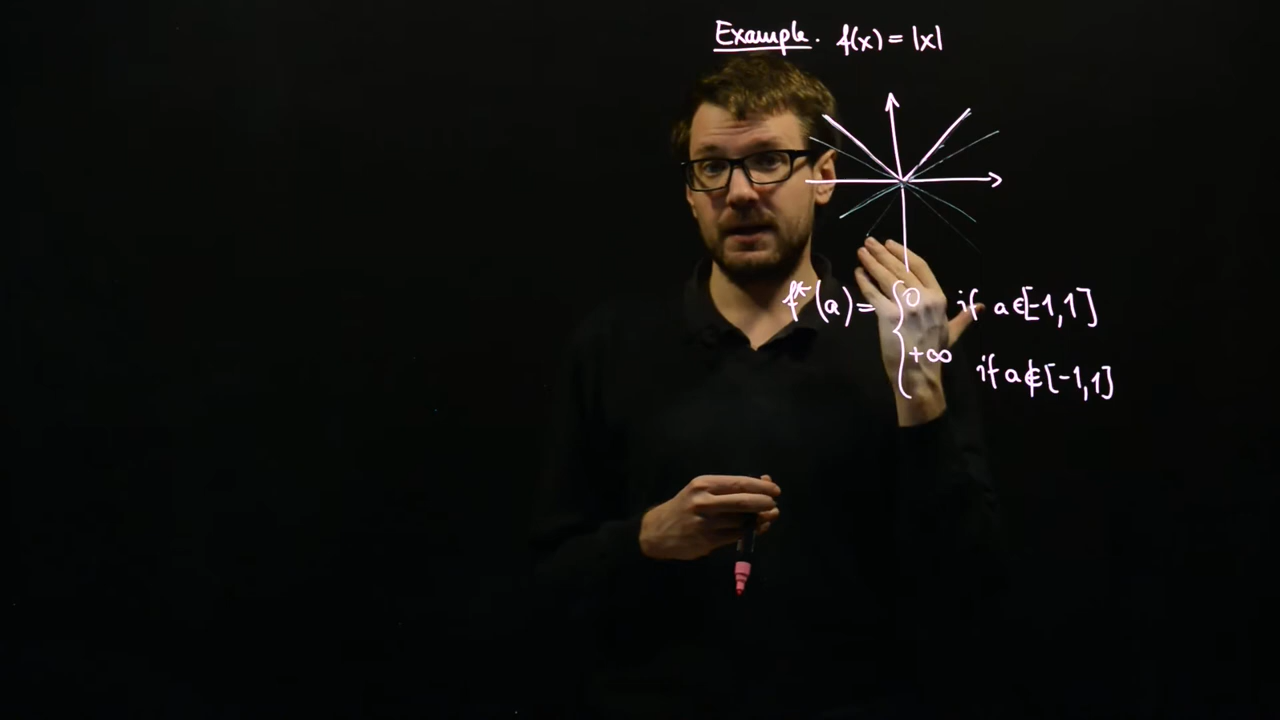 Example. f(x) = |x|
f*(a) = { 0 if a ∈ [-1,1]
+∞ if a ∉ [-1,1]